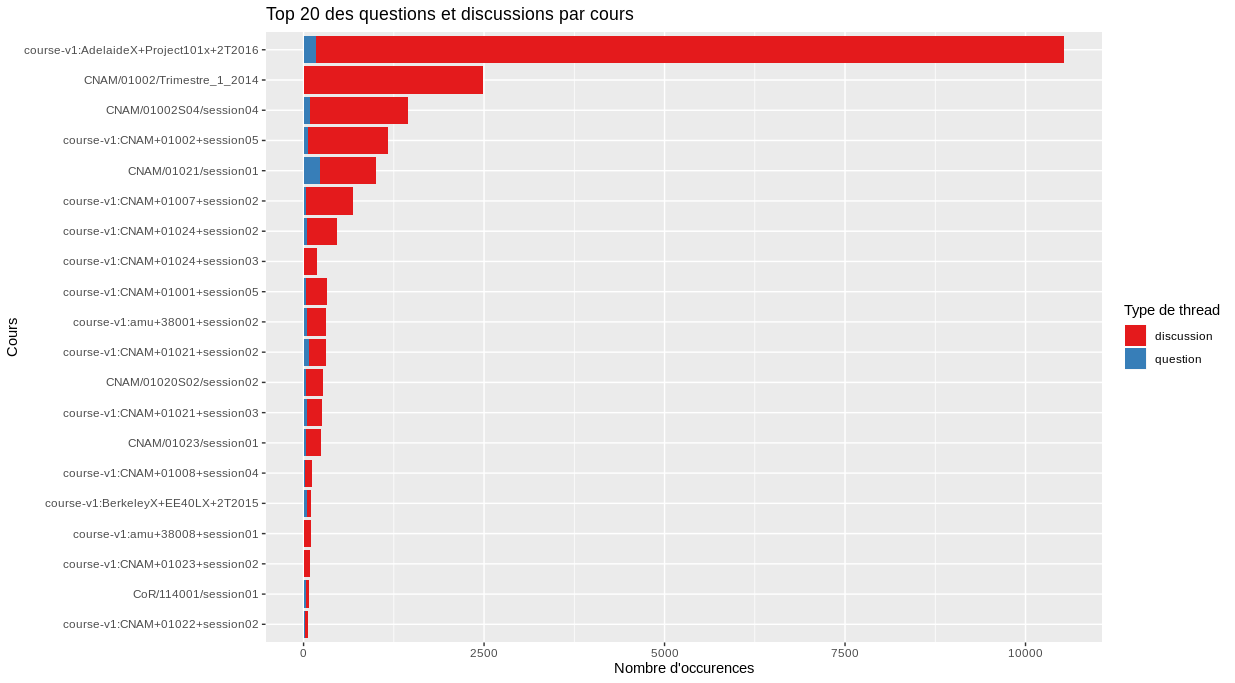 Top 20 des questions et discussions par cours
Cours
course-v1:AdelaideX+Project101x+2T2016
CNAM/01002/Trimestre_1_2014
CNAM/01002S04/session04
course-v1:CNAM+01002+session05
CNAM/01021/session01
course-v1:CNAM+01007+session02
course-v1:CNAM+01024+session02
course-v1:CNAM+01024+session03
course-v1:CNAM+01001+session05
course-v1:amu+38001+session02
course-v1:CNAM+01021+session02
CNAM/01020S02/session02
course-v1:CNAM+01021+session03
CNAM/01023/session01
course-v1:CNAM+01008+session04
course-v1:BerkeleyX+EE40LX+2T2015
course-v1:amu+38008+session01
course-v1:CNAM+01023+session02
CoR/114001/session01
course-v1:CNAM+01022+session02
0 2500 5000 7500 10000
Nombre d'occurences
Type de thread
discussion
question